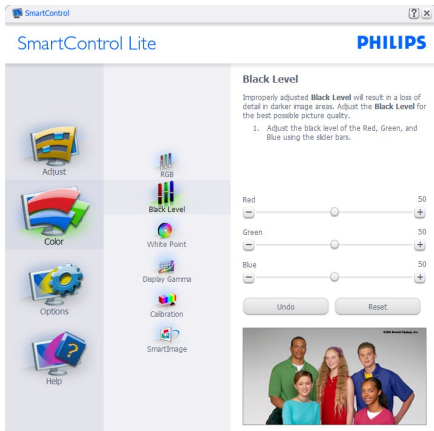 SmartControl
SmartControl Lite
PHILIPS
Adjust
Color
Options
Help
RGB
Black Level
White Point
Display Gamma
Calibration
SmartImage
Black Level
Improperly adjusted Black Level will result in a loss of
detail in darker image areas. Adjust the Black Level for
the best possible picture quality.
1. Adjust the black level of the Red, Green, and
Blue using the slider bars.
Red 50
Green 50
Blue 50
Undo Reset